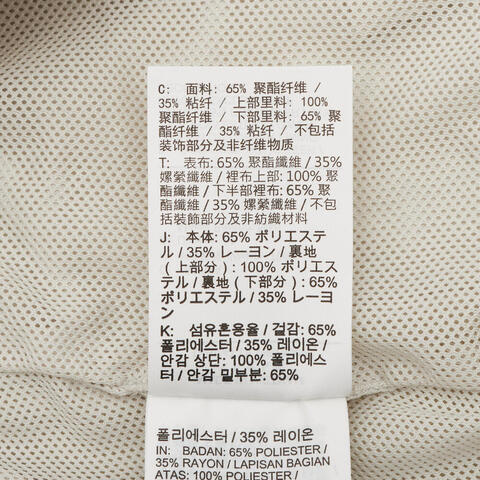 C: 面料: 65% 聚酯纤维 /
35% 粘纤 / 上部里料: 100%
聚酯纤维 / 下部里料: 65% 聚
酯纤维 / 35% 粘纤 / 不包括
装饰部分及非纤维物质
T: 表布: 65% 聚酯纖維 / 35%
嫘縈纖維 / 裡布上部: 100% 聚
酯纖維 / 下半部裡布: 65% 聚
酯纖維 / 35% 嫘縈纖維 / 不包
括裝飾部分及非紡織材料
J: 本体: 65% ポリエステ
ル / 35% レーヨン / 裏地
( 上部分 ) : 100% ポリエス
テル / 裏地 ( 下部分 ) : 65%
ポリエステル / 35% レーヨ
ン
K: 섬유혼용율 / 겉감: 65%
폴리에스터 / 35% 레이온 /
안감 상단: 100% 폴리에스
터 / 안감 밑부분: 65%
폴리에스터 / 35% 레이온
IN: BADAN: 65% POLIESTER /
35% RAYON / LAPISAN BAGIAN
ATAS: 100% POLIESTER /